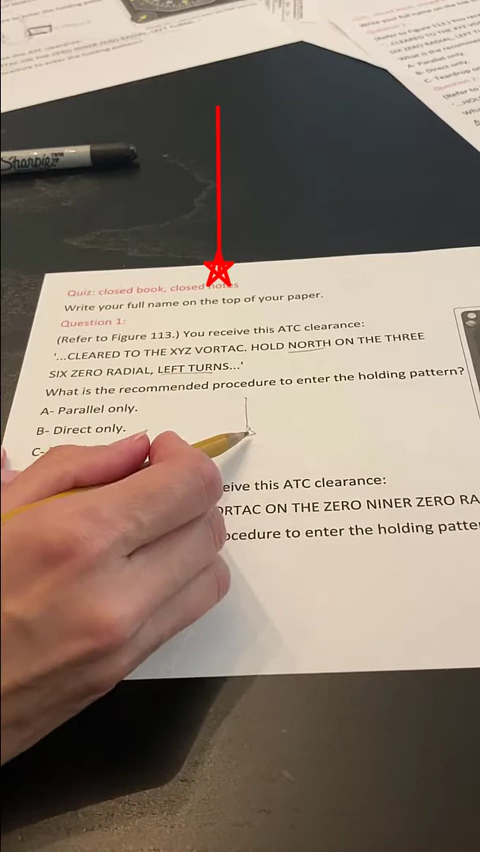 Sharpie
Quiz: closed book, closed notes
Write your full name on the top of your paper.
Question 1:
(Refer to Figure 113.) You receive this ATC clearance:
'...CLEARED TO THE XYZ VORTAC. HOLD NORTH ON THE THREE
SIX ZERO RADIAL, LEFT TURNS...'
What is the recommended procedure to enter the holding pattern?
A- Parallel only.
B- Direct only.
C-
eive this ATC clearance:
ORTAC ON THE ZERO NINER ZERO RA
ocedure to enter the holding patte